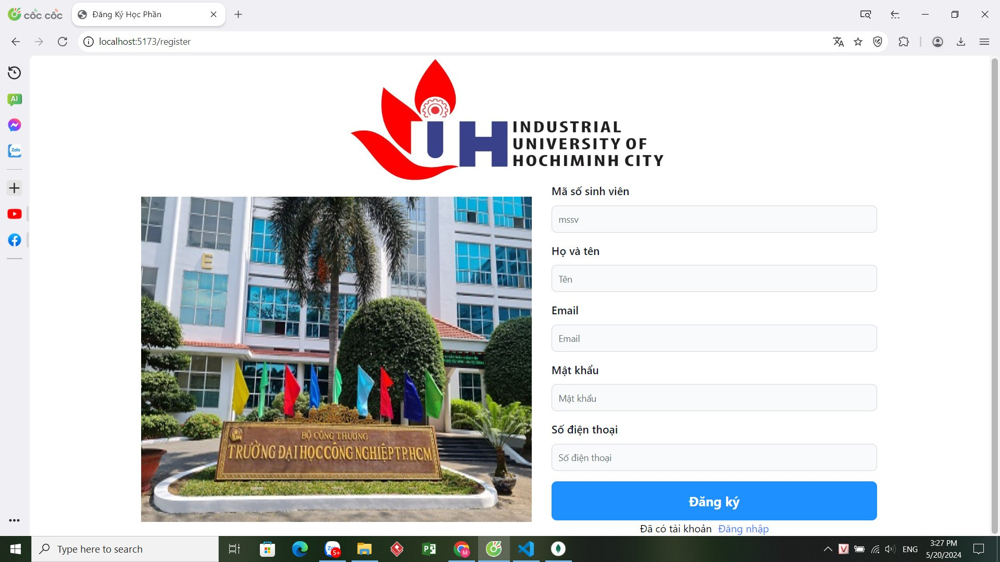 cốc cốc
Đăng Ký Học Phần
localhost:5173/register
AI
Zalo
IUH
INDUSTRIAL
UNIVERSITY OF
HOCHIMINH CITY
E
BỘ CÔNG THƯƠNG
TRƯỜNG ĐẠI HỌC CÔNG NGHIỆP TP.HCM
Mã số sinh viên
mssv
Họ và tên
Tên
Email
Email
Mật khẩu
Mật khẩu
Số điện thoại
Số điện thoại
Đăng ký
Đã có tài khoản Đăng nhập
Type here to search
5+
M
ENG
3:27 PM
5/20/2024